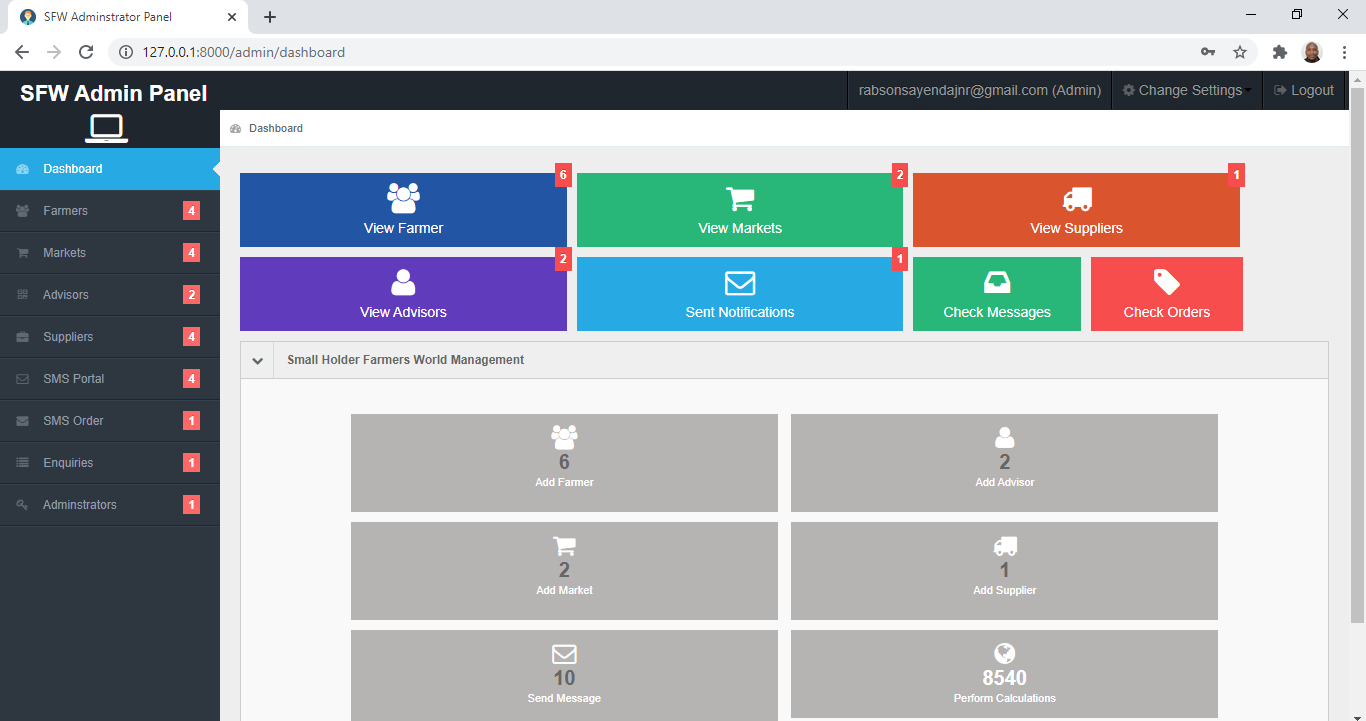 SFW Adminstrator Panel
127.0.0.1:8000/admin/dashboard
SFW Admin Panel
rabsonsayendajnr@gmail.com (Admin)
Change Settings
Logout
Dashboard
Dashboard
Farmers 4
Markets 4
Advisors 2
Suppliers 4
SMS Portal 4
SMS Order 1
Enquiries 1
Adminstrators 1
6
View Farmer
2
View Markets
1
View Suppliers
2
View Advisors
1
Sent Notifications
Check Messages
Check Orders
Small Holder Farmers World Management
6
Add Farmer
2
Add Advisor
2
Add Market
1
Add Supplier
10
Send Message
8540
Perform Calculations